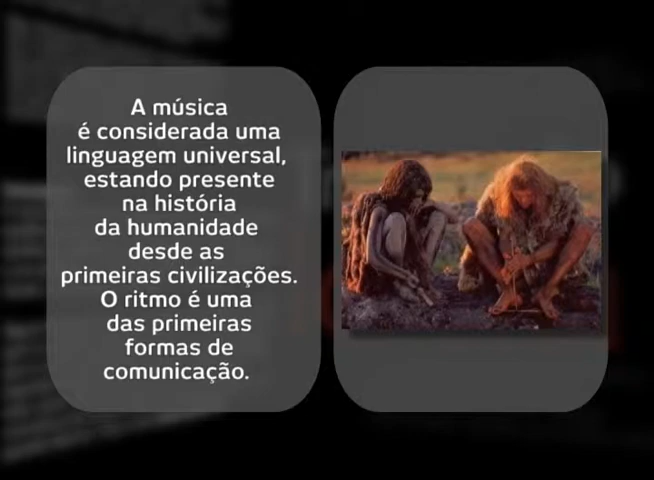 A música
é considerada uma
linguagem universal,
estando presente
na história
da humanidade
desde as
primeiras civilizações.
O ritmo é uma
das primeiras
formas de
comunicação.